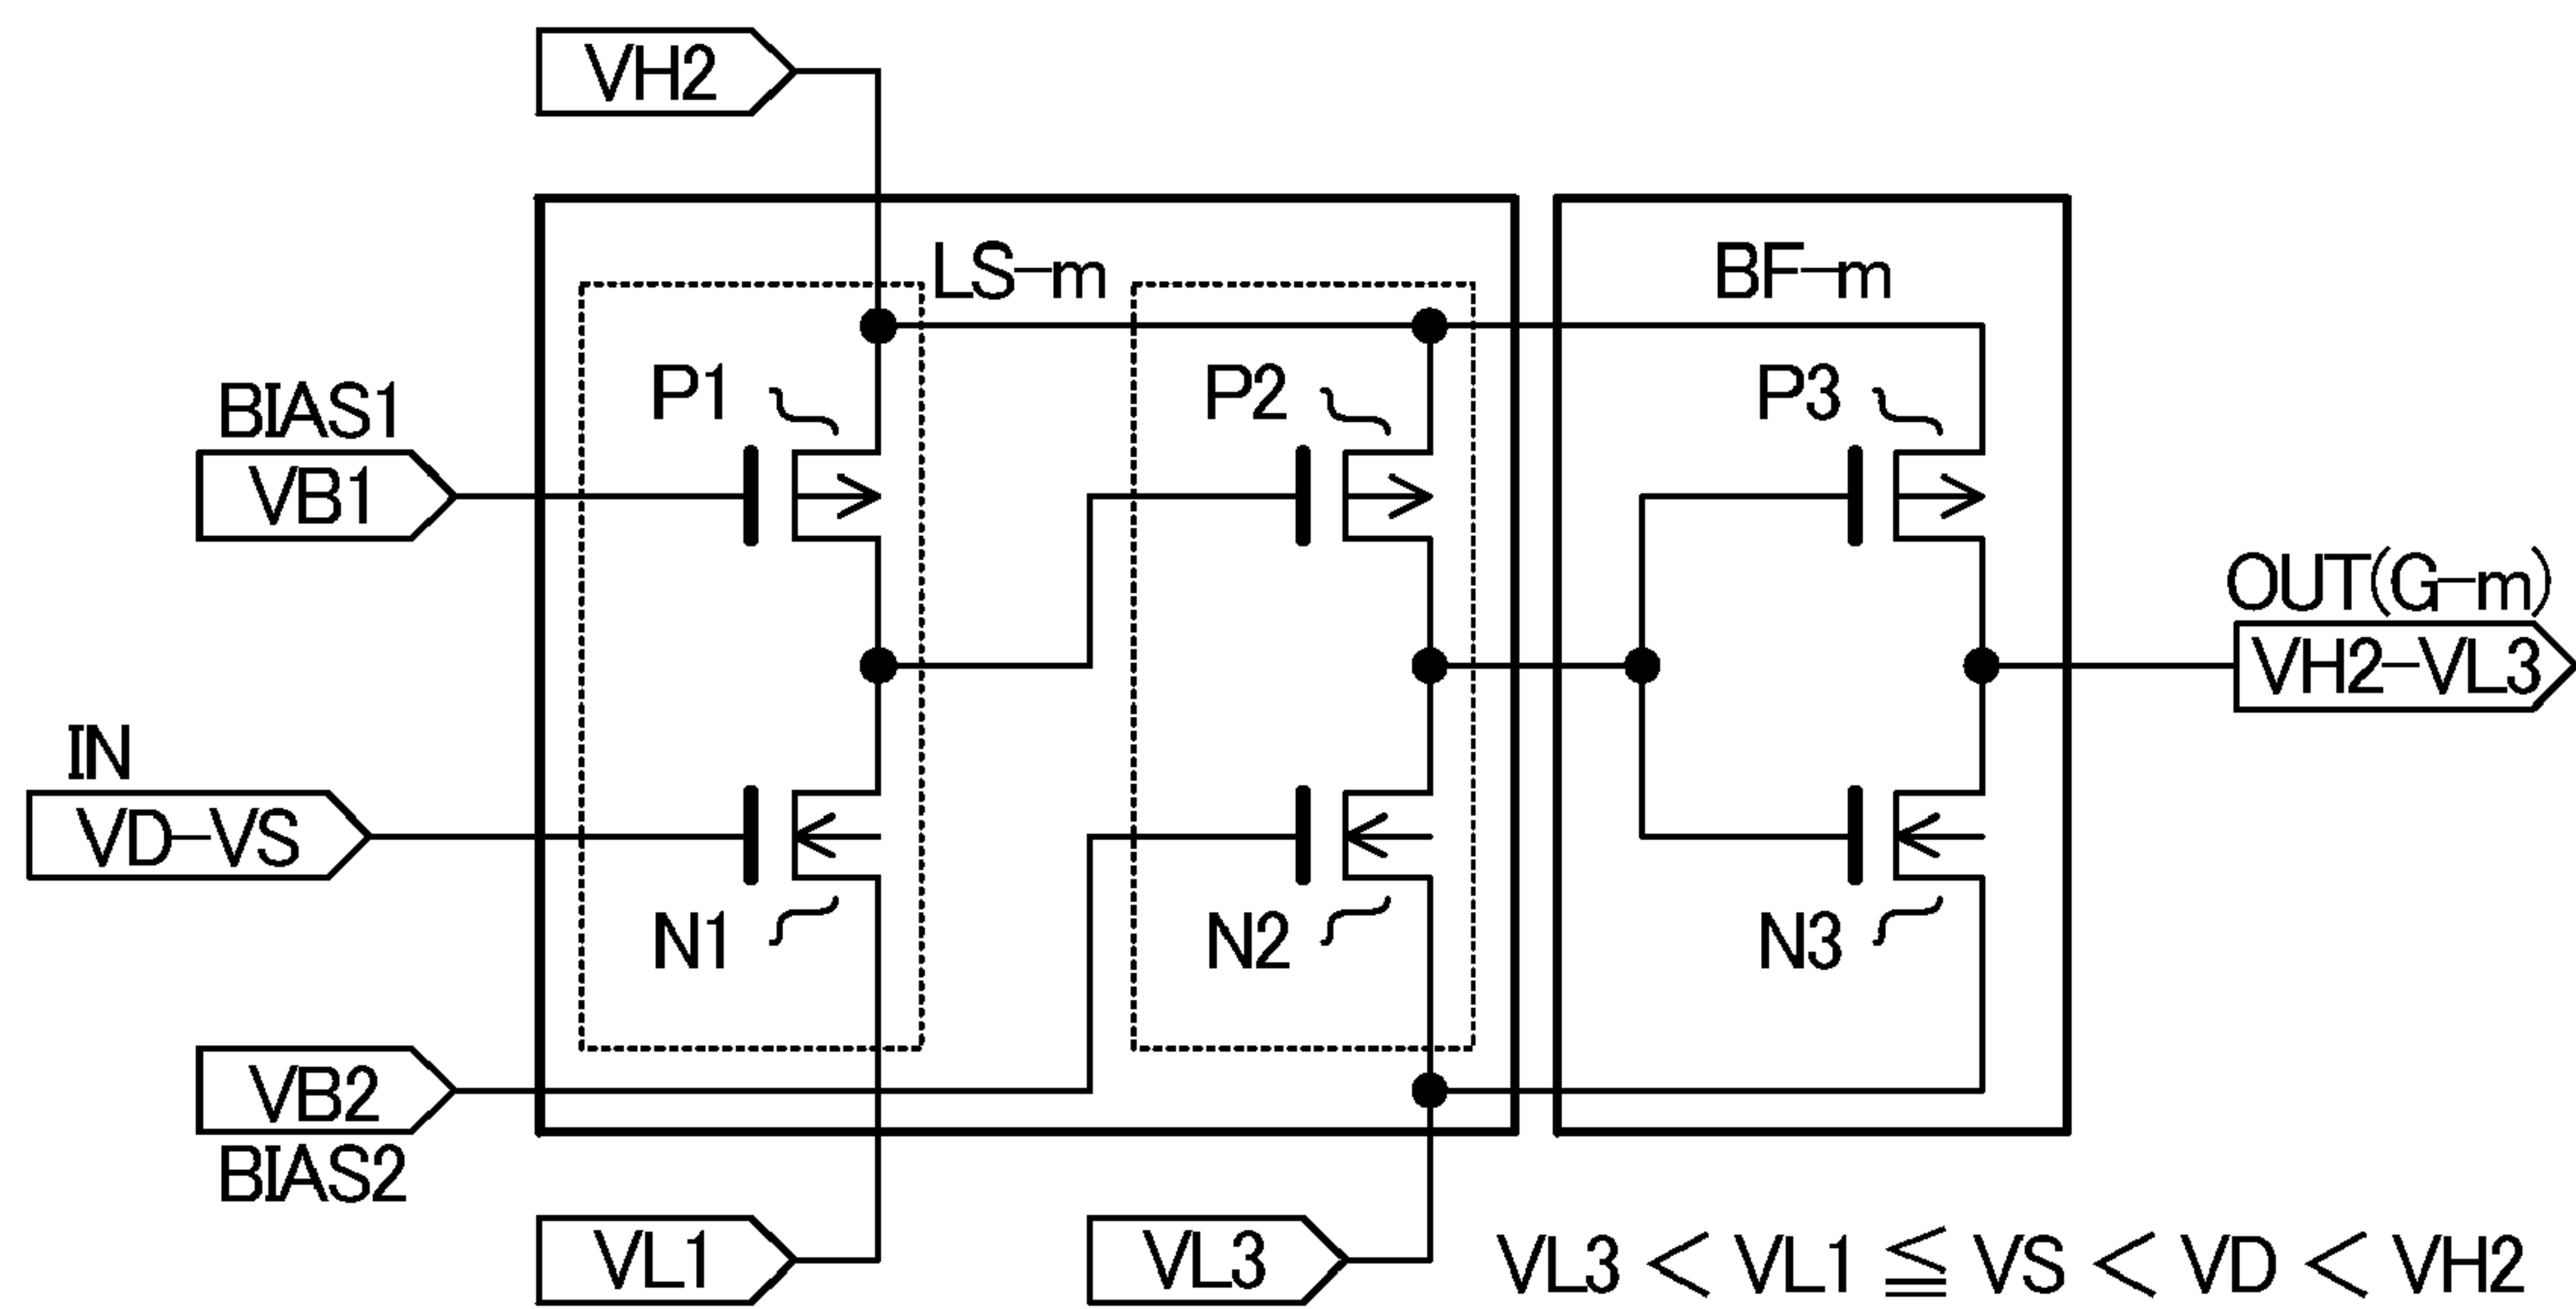 VH2
LS-m
BF-m
P1
P2
P3
BIAS1
VB1
OUT(G-m)
VH2-VL3
IN
VD-VS
N1
N2
N3
VB2
BIAS2
VL1
VL3
VL3 < VL1 ≦ VS < VD < VH2